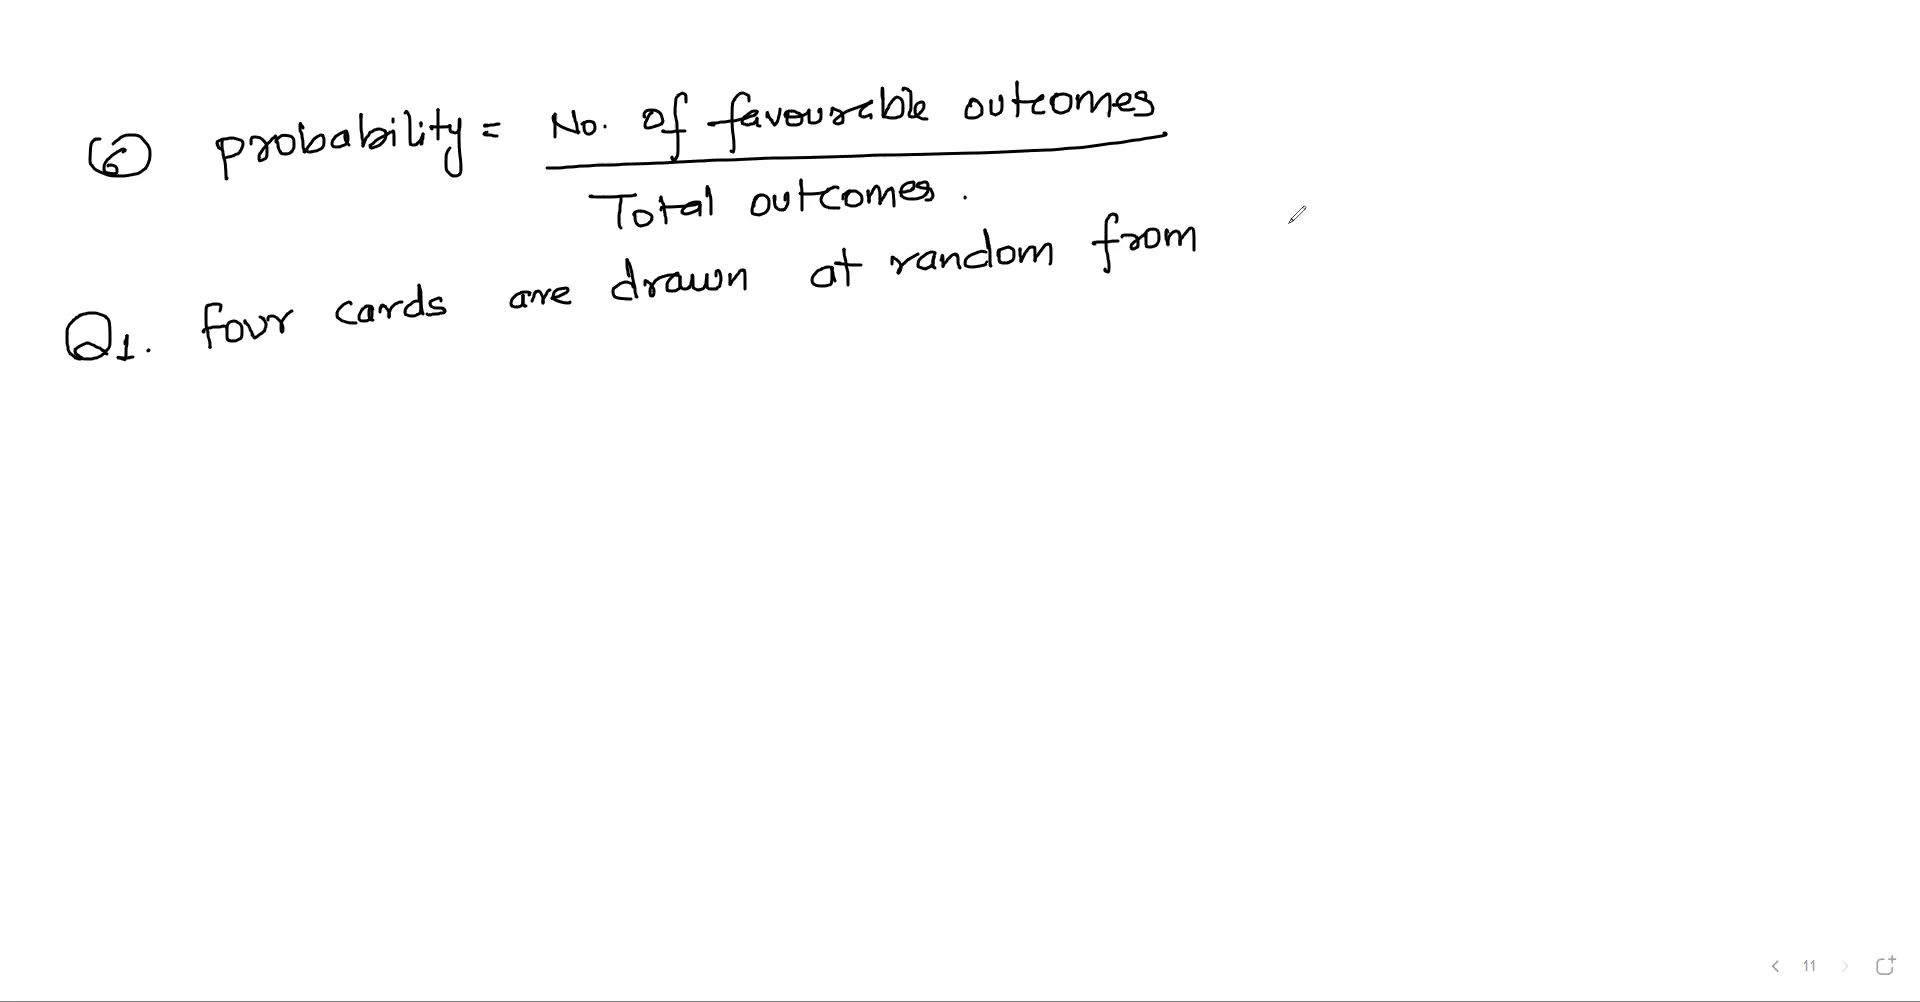 ⑥ probability = No. of favourable outcomes
Total outcomes.
Q1. four cards are drawn at random from
11